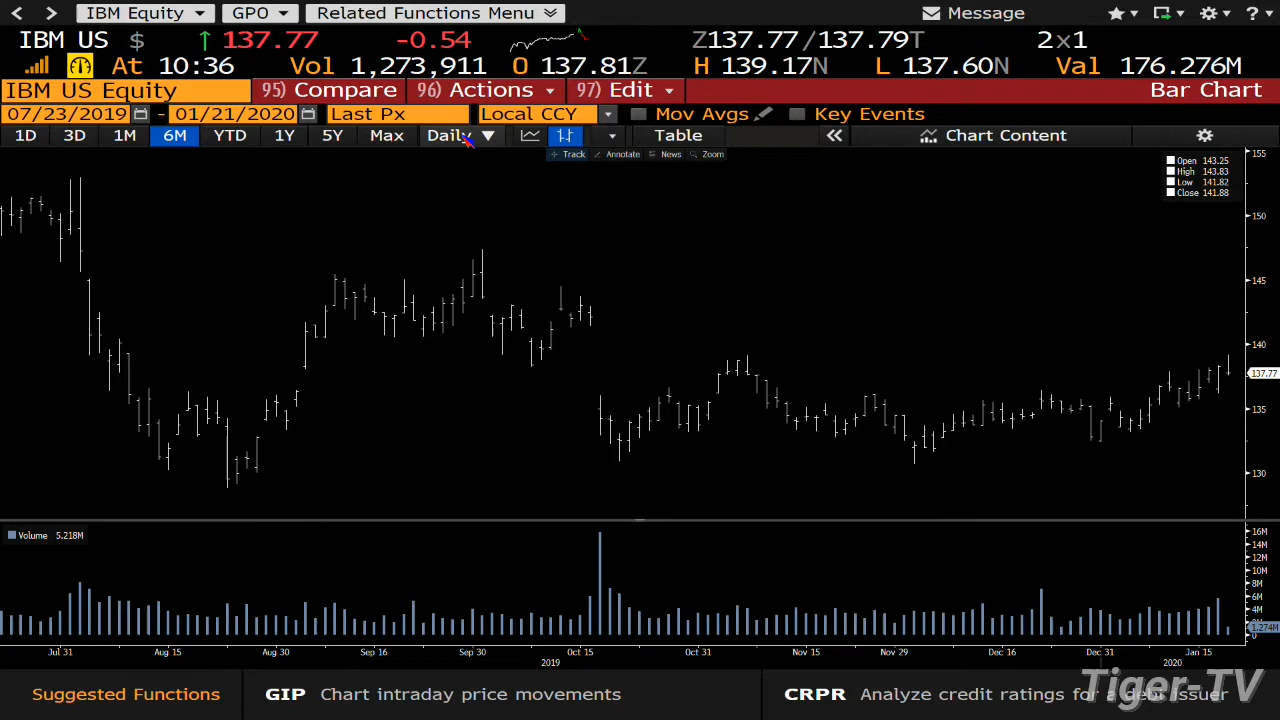 IBM Equity GPO Related Functions Menu Message ?
IBM US $ ↑ 137.77 -0.54 Z137.77/137.79T 2x1
At 10:36 Vol 1,273,911 O 137.81Z H 139.17N L 137.60N Val 176.276M
IBM US Equity 95) Compare 96) Actions 97) Edit Bar Chart
07/23/2019 - 01/21/2020 Last Px Local CCY Mov Avgs Key Events
1D 3D 1M 6M YTD 1Y 5Y Max Daily Table Chart Content
Track Annotate News Zoom
Open 143.25
High 143.83
Low 141.82
Close 141.88
155
150
145
140
137.77
135
130
Volume 5.218M
16M
14M
12M
10M
8M
6M
4M
1.274M
0
Jul 31 Aug 15 Aug 30 Sep 16 Sep 30 Oct 15 Oct 31 Nov 15 Nov 29 Dec 16 Dec 31 Jan 15
2019 2020
Suggested Functions GIP Chart intraday price movements CRPR Analyze credit ratings for a debt issuer
Tiger-TV